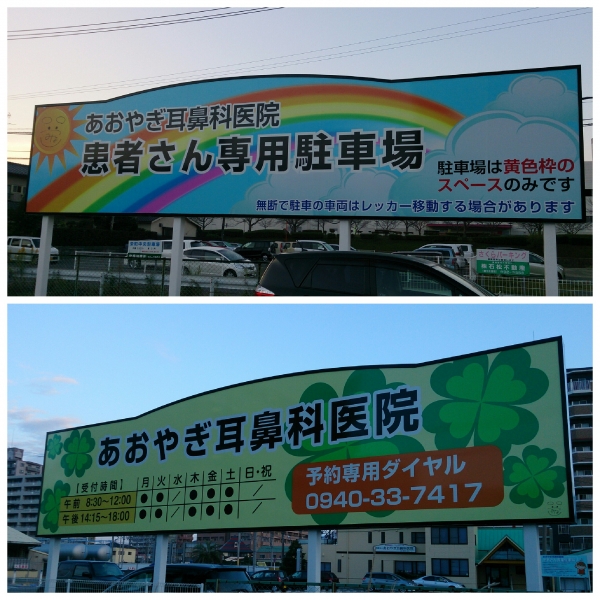 あおやぎ耳鼻科医院
患者さん専用駐車場
駐車場は黄色枠の
スペースのみです
無断で駐車の車両はレッカー移動する場合があります
あおやぎ耳鼻科医院
【受付時間】 月 火 水 木 金 土 日・祝
午前 8:30～12:00 ● ● ／ ● ● ● ／
午後 14:15～18:00 ● ● ／ ● ● ● ／
予約専用ダイヤル
0940-33-7417